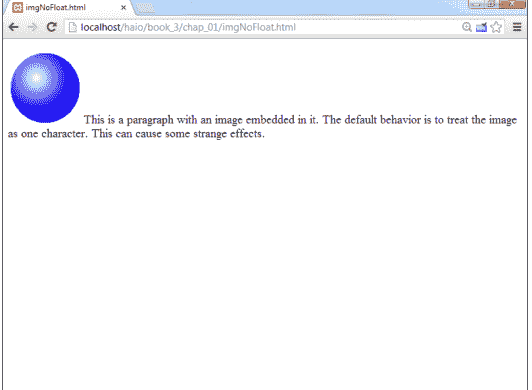 imgNoFloat.html
localhost/haio/book_3/chap_01/imgNoFloat.html
This is a paragraph with an image embedded in it. The default behavior is to treat the image
as one character. This can cause some strange effects.